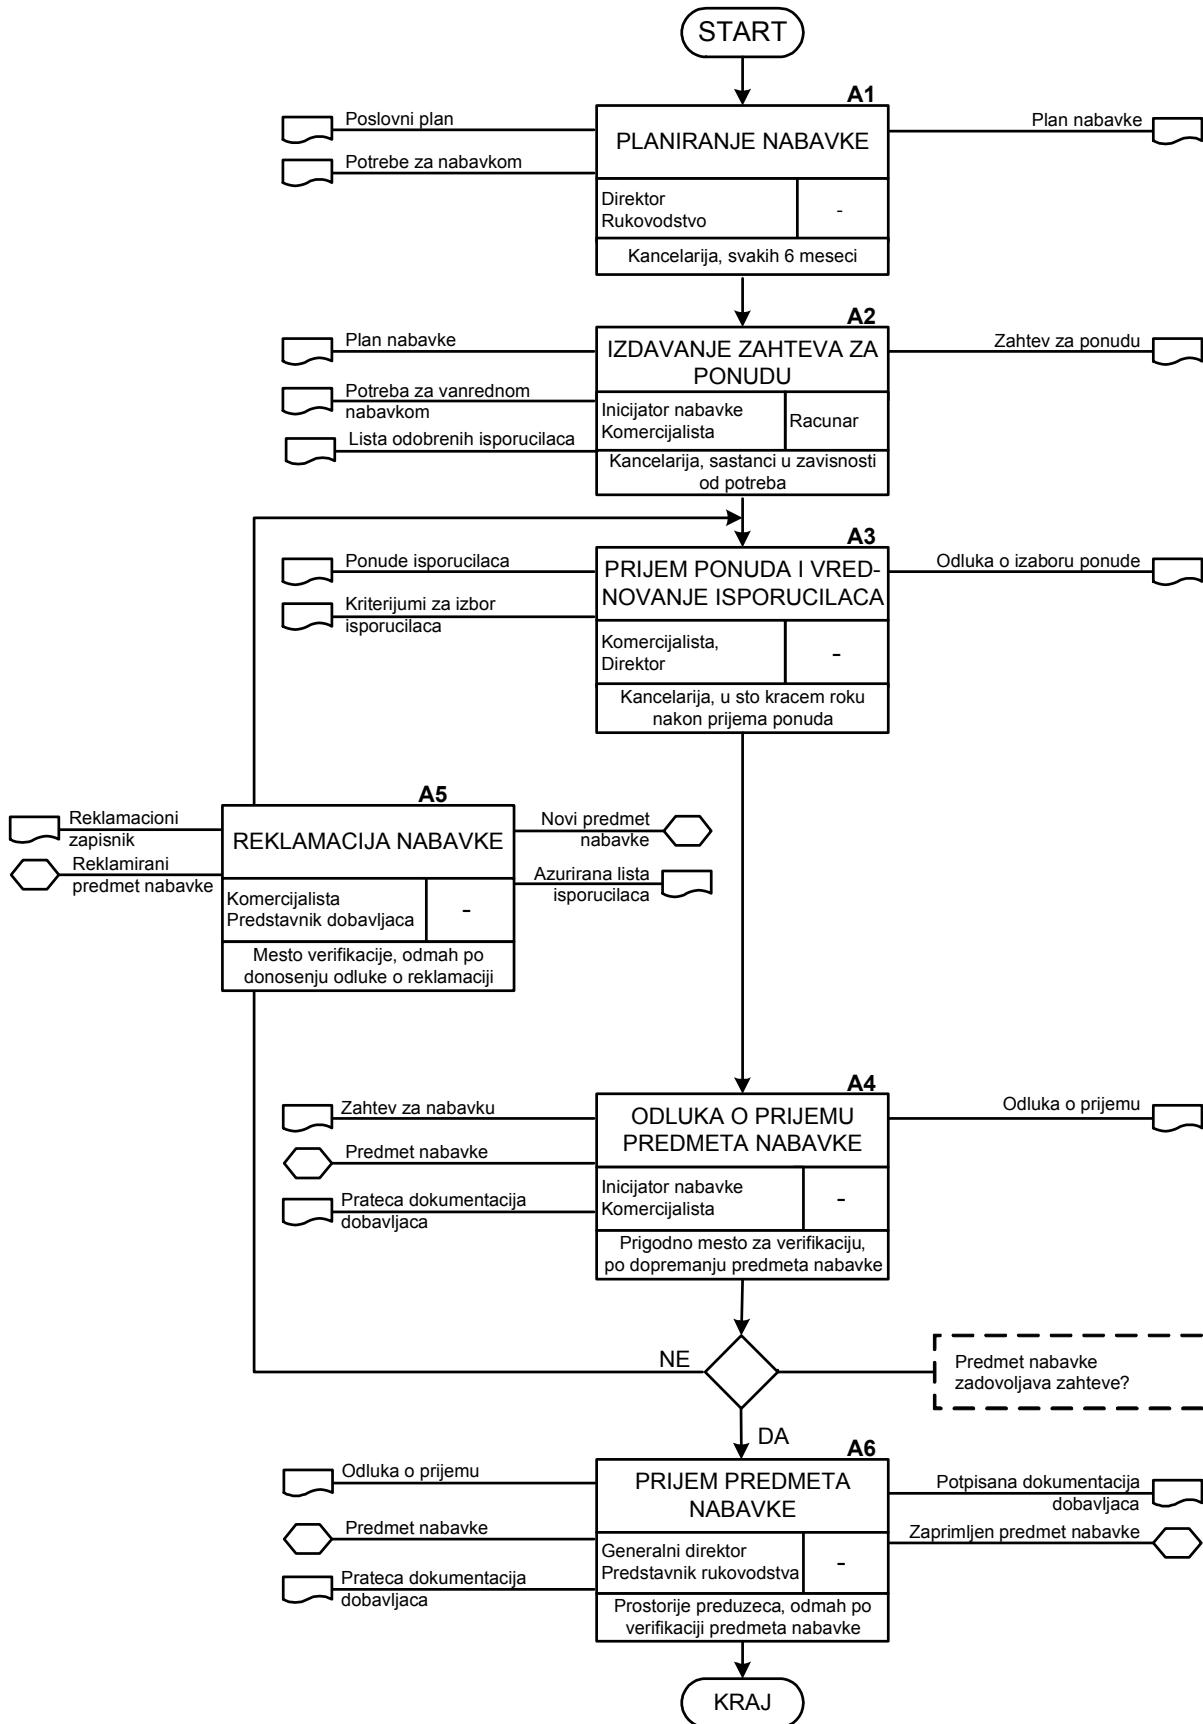 START
A1
Poslovni plan
Potrebe za nabavkom
PLANIRANJE NABAVKE
Direktor
Rukovodstvo
-
Kancelarija, svakih 6 meseci
Plan nabavke
A2
Plan nabavke
Potreba za vanrednom
nabavkom
Lista odobrenih isporucilaca
IZDAVANJE ZAHTEVA ZA
PONUDU
Inicijator nabavke
Komercijalista
Racunar
Kancelarija, sastanci u zavisnosti
od potreba
Zahtev za ponudu
A3
Ponude isporucilaca
Kriterijumi za izbor
isporucilaca
PRIJEM PONUDA I VRED-
NOVANJE ISPORUCILACA
Komercijalista,
Direktor
-
Kancelarija, u sto kracem roku
nakon prijema ponuda
Odluka o izaboru ponude
A5
Reklamacioni
zapisnik
Reklamirani
predmet nabavke
REKLAMACIJA NABAVKE
Komercijalista
Predstavnik dobavljaca
-
Mesto verifikacije, odmah po
donosenju odluke o reklamaciji
Novi predmet
nabavke
Azurirana lista
isporucilaca
A4
Zahtev za nabavku
Predmet nabavke
Prateca dokumentacija
dobavljaca
ODLUKA O PRIJEMU
PREDMETA NABAVKE
Inicijator nabavke
Komercijalista
-
Prigodno mesto za verifikaciju,
po dopremanju predmeta nabavke
Odluka o prijemu
NE
Predmet nabavke
zadovoljava zahteve?
DA
A6
Odluka o prijemu
Predmet nabavke
Prateca dokumentacija
dobavljaca
PRIJEM PREDMETA
NABAVKE
Generalni direktor
Predstavnik rukovodstva
-
Prostorije preduzeca, odmah po
verifikaciji predmeta nabavke
Potpisana dokumentacija
dobavljaca
Zaprimljen predmet nabavke
KRAJ